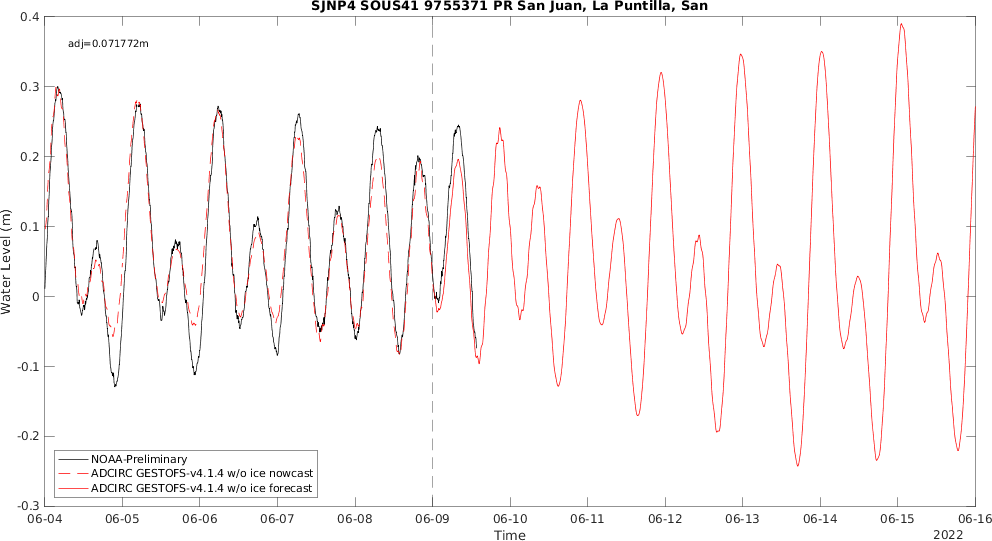 SJNP4 SOUS41 9755371 PR San Juan, La Puntilla, San
adj=0.071772m
0.4
0.3
0.2
0.1
0
-0.1
-0.2
-0.3
Water Level (m)
NOAA-Preliminary
ADCIRC GESTOFS-v4.1.4 w/o ice nowcast
ADCIRC GESTOFS-v4.1.4 w/o ice forecast
06-04 06-05 06-06 06-07 06-08 06-09 06-10 06-11 06-12 06-13 06-14 06-15 06-16
Time
2022